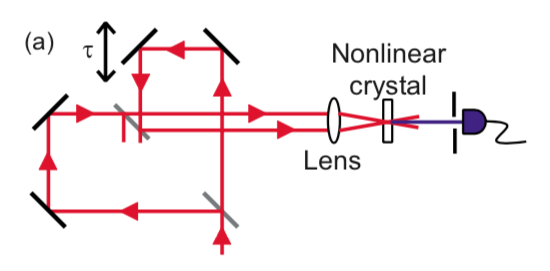 (a)
τ
Nonlinear
crystal
Lens